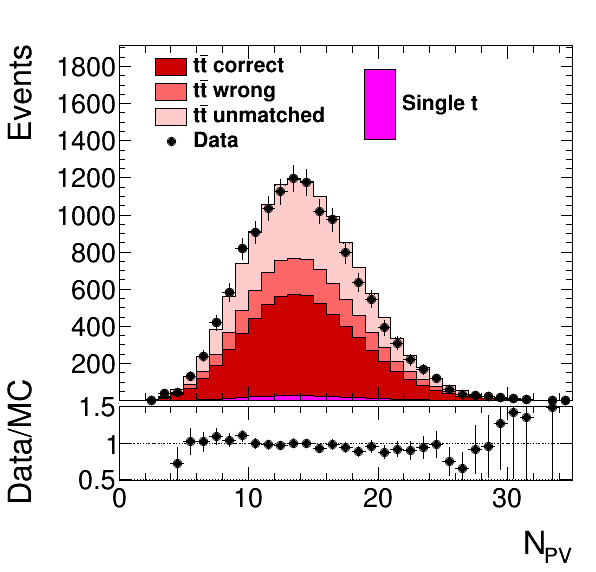 Events
1800
1600
1400
1200
1000
800
600
400
200
tt̄ correct
tt̄ wrong
tt̄ unmatched
Data
Single t
Data/MC
1.5
1
0.5
0 10 20 30
N_PV